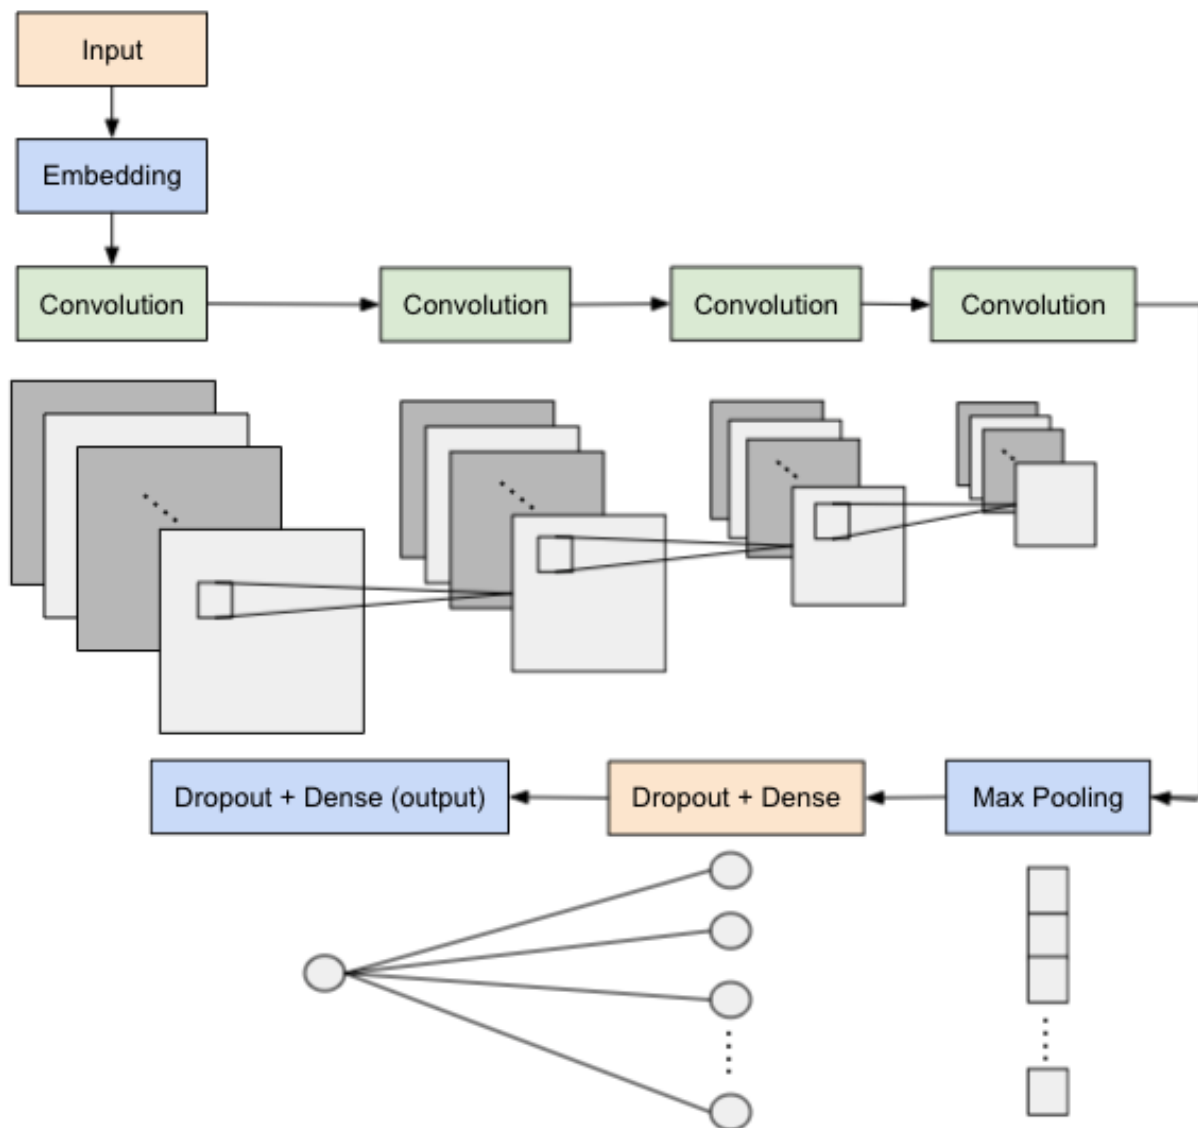 Input
Embedding
Convolution
Convolution
Convolution
Convolution
Dropout + Dense (output)
Dropout + Dense
Max Pooling